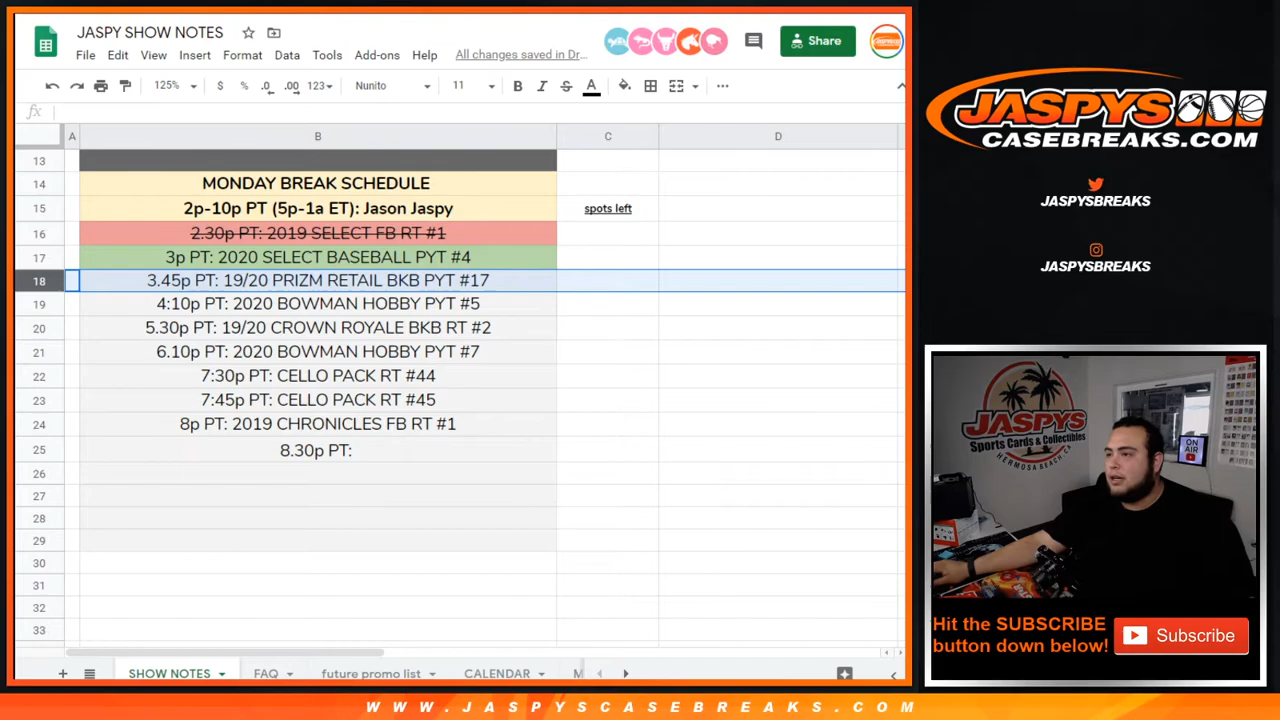 JASPY SHOW NOTES
File Edit View Insert Format Data Tools Add-ons Help All changes saved in Dr...
Share
125% $ % .0 .00 123 Nunito 11 B I S A
fx
A B C D
13
14 MONDAY BREAK SCHEDULE
15 2p-10p PT (5p-1a ET): Jason Jaspy spots left
16 2.30p PT: 2019 SELECT FB RT #1
17 3p PT: 2020 SELECT BASEBALL PYT #4
18 3.45p PT: 19/20 PRIZM RETAIL BKB PYT #17
19 4:10p PT: 2020 BOWMAN HOBBY PYT #5
20 5.30p PT: 19/20 CROWN ROYALE BKB RT #2
21 6.10p PT: 2020 BOWMAN HOBBY PYT #7
22 7:30p PT: CELLO PACK RT #44
23 7:45p PT: CELLO PACK RT #45
24 8p PT: 2019 CHRONICLES FB RT #1
25 8.30p PT:
26
27
28
29
30
31
32
33
SHOW NOTES FAQ future promo list CALENDAR M
JASPYS
CASEBREAKS.COM
JASPYSBREAKS
JASPYSBREAKS
JASPYS
Sports Cards & Collectibles
HERMOSA BEACH, CA
ON
AIR
Hit the SUBSCRIBE
button down below!
Subscribe
WWW.JASPYSCASEBREAKS.COM